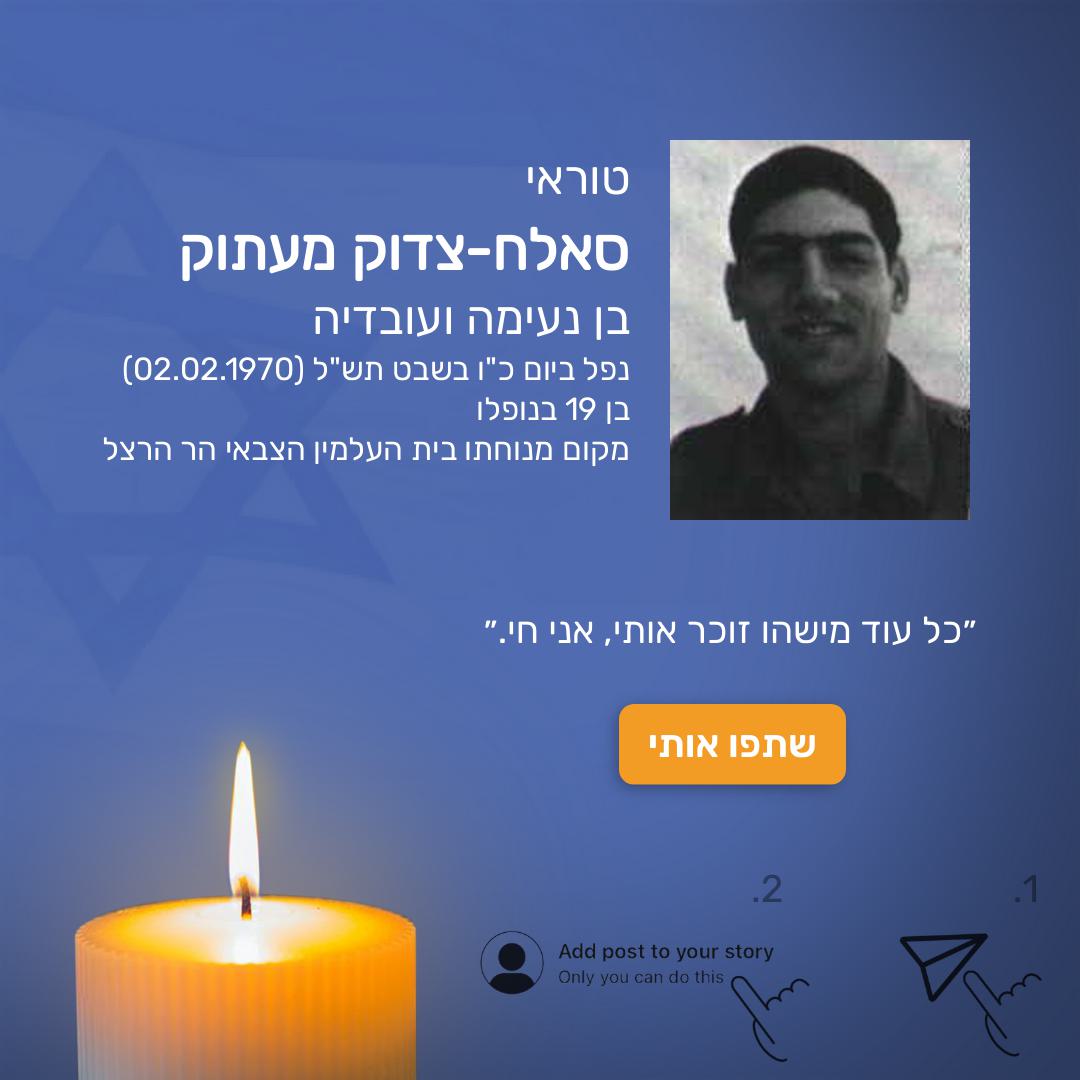 טוראי
סאלח-צדוק מעתוק
בן נעימה ועובדיה
נפל ביום כ"ו בשבט תש"ל (02.02.1970)
בן 19 בנופלו
מקום מנוחתו בית העלמין הצבאי הר הרצל
״כל עוד מישהו זוכר אותי, אני חי.״
שתפו אותי
.1
.2
Add post to your story
Only you can do this